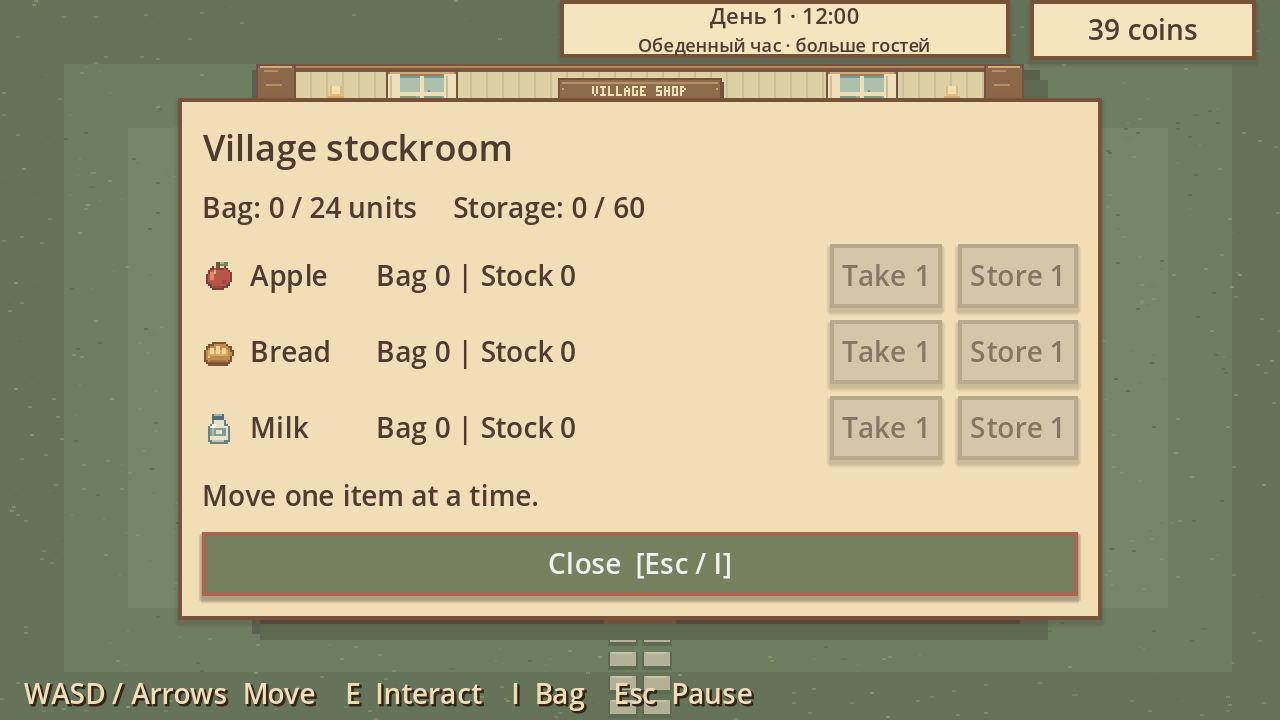 День 1 · 12:00
Обеденный час · больше гостей
39 coins
VILLAGE SHOP
Village stockroom
Bag: 0 / 24 units Storage: 0 / 60
Apple Bag 0 | Stock 0 Take 1 Store 1
Bread Bag 0 | Stock 0 Take 1 Store 1
Milk Bag 0 | Stock 0 Take 1 Store 1
Move one item at a time.
Close [Esc / I]
WASD / Arrows Move E Interact I Bag Esc Pause